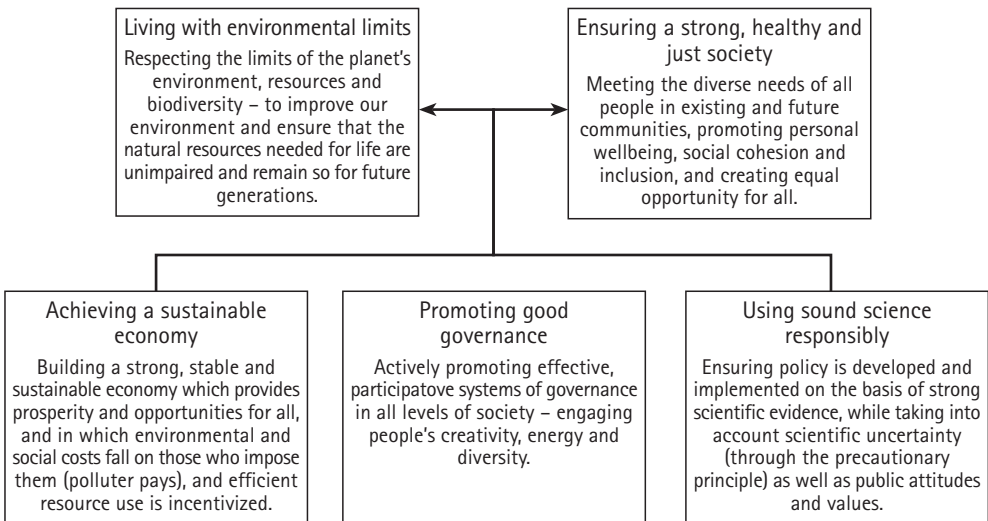 Living with environmental limits
Respecting the limits of the planet's
environment, resources and
biodiversity – to improve our
environment and ensure that the
natural resources needed for life are
unimpaired and remain so for future
generations.
Ensuring a strong, healthy and
just society
Meeting the diverse needs of all
people in existing and future
communities, promoting personal
wellbeing, social cohesion and
inclusion, and creating equal
opportunity for all.
Achieving a sustainable
economy
Building a strong, stable and
sustainable economy which provides
prosperity and opportunities for all,
and in which environmental and
social costs fall on those who impose
them (polluter pays), and efficient
resource use is incentivized.
Promoting good
governance
Actively promoting effective,
participatove systems of governance
in all levels of society – engaging
people's creativity, energy and
diversity.
Using sound science
responsibly
Ensuring policy is developed and
implemented on the basis of strong
scientific evidence, while taking into
account scientific uncertainty
(through the precautionary
principle) as well as public attitudes
and values.